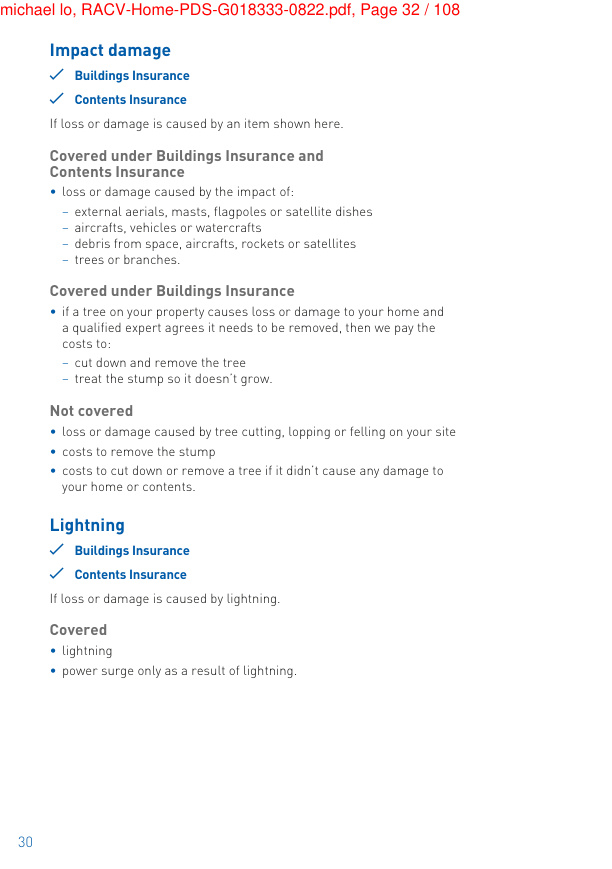 michael lo, RACV-Home-PDS-G018333-0822.pdf, Page 32 / 108
Impact damage
✓ Buildings Insurance
✓ Contents Insurance
If loss or damage is caused by an item shown here.
Covered under Buildings Insurance and
Contents Insurance
• loss or damage caused by the impact of:
– external aerials, masts, flagpoles or satellite dishes
– aircrafts, vehicles or watercrafts
– debris from space, aircrafts, rockets or satellites
– trees or branches.
Covered under Buildings Insurance
• if a tree on your property causes loss or damage to your home and
a qualified expert agrees it needs to be removed, then we pay the
costs to:
– cut down and remove the tree
– treat the stump so it doesn't grow.
Not covered
• loss or damage caused by tree cutting, lopping or felling on your site
• costs to remove the stump
• costs to cut down or remove a tree if it didn't cause any damage to
your home or contents.
Lightning
✓ Buildings Insurance
✓ Contents Insurance
If loss or damage is caused by lightning.
Covered
• lightning
• power surge only as a result of lightning.
30